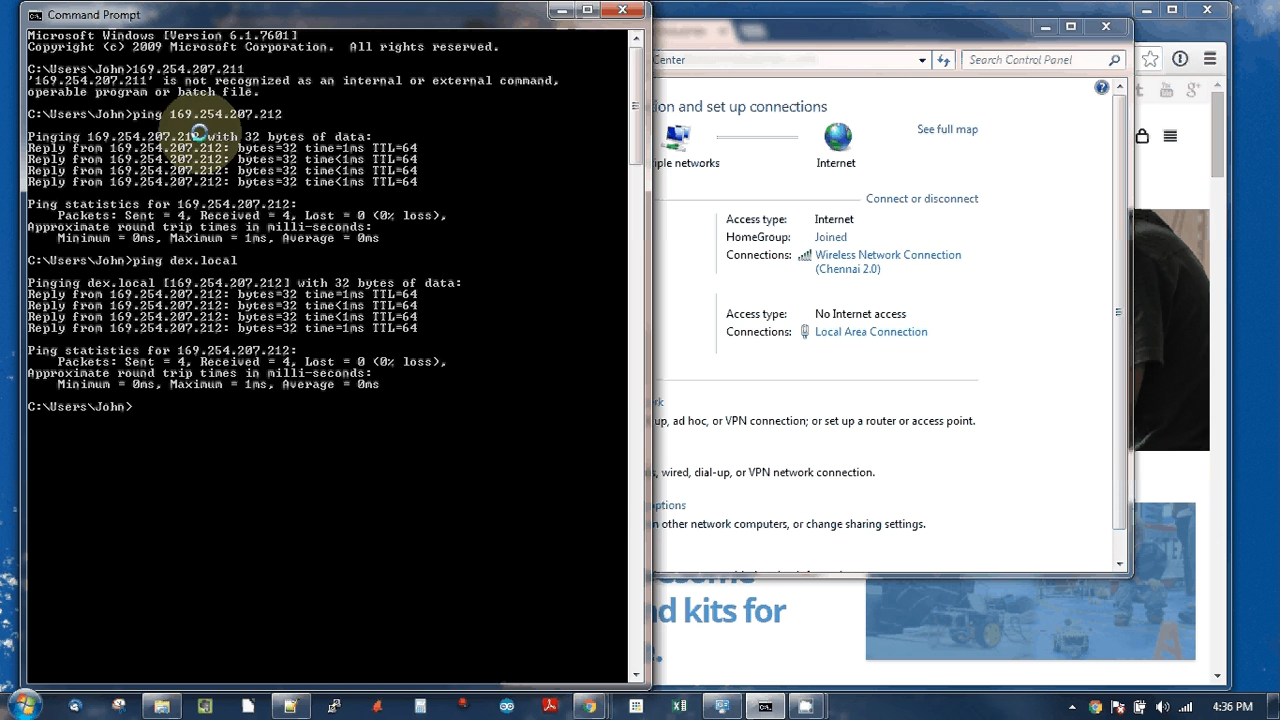 Command Prompt
Microsoft Windows [Version 6.1.7601]
Copyright (c) 2009 Microsoft Corporation.  All rights reserved.
C:\Users\John>169.254.207.211
'169.254.207.211' is not recognized as an internal or external command,
operable program or batch file.
C:\Users\John>ping 169.254.207.212
Pinging 169.254.207.212 with 32 bytes of data:
Reply from 169.254.207.212: bytes=32 time=1ms TTL=64
Reply from 169.254.207.212: bytes=32 time<1ms TTL=64
Reply from 169.254.207.212: bytes=32 time<1ms TTL=64
Reply from 169.254.207.212: bytes=32 time<1ms TTL=64
Ping statistics for 169.254.207.212:
Packets: Sent = 4, Received = 4, Lost = 0 (0% loss),
Approximate round trip times in milli-seconds:
Minimum = 0ms, Maximum = 1ms, Average = 0ms
C:\Users\John>ping dex.local
Pinging dex.local [169.254.207.212] with 32 bytes of data:
Reply from 169.254.207.212: bytes=32 time=1ms TTL=64
Reply from 169.254.207.212: bytes=32 time<1ms TTL=64
Reply from 169.254.207.212: bytes=32 time<1ms TTL=64
Reply from 169.254.207.212: bytes=32 time<1ms TTL=64
Ping statistics for 169.254.207.212:
Packets: Sent = 4, Received = 4, Lost = 0 (0% loss),
Approximate round trip times in milli-seconds:
Minimum = 0ms, Maximum = 1ms, Average = 0ms
C:\Users\John>
Center
Search Control Panel
ion and set up connections
See full map
iple networks
Internet
Connect or disconnect
Access type: Internet
HomeGroup: Joined
Connections: Wireless Network Connection
(Chennai 2.0)
Access type: No Internet access
Connections: Local Area Connection
rk
up, ad hoc, or VPN connection; or set up a router or access point.
s, wired, dial-up, or VPN network connection.
options
n other network computers, or change sharing settings.
nd kits for
4:36 PM